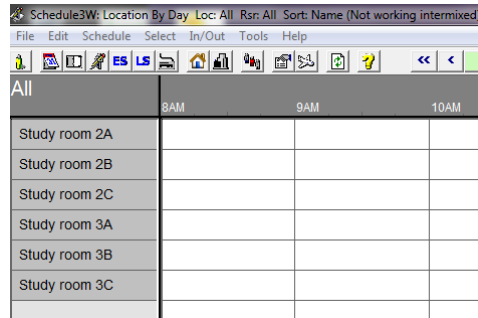 Schedule3W: Location By Day Loc: All Rsr: All Sort: Name (Not working intermixed)
File Edit Schedule Select In/Out Tools Help
ES LS ? << <
All
8AM 9AM 10AM
Study room 2A
Study room 2B
Study room 2C
Study room 3A
Study room 3B
Study room 3C